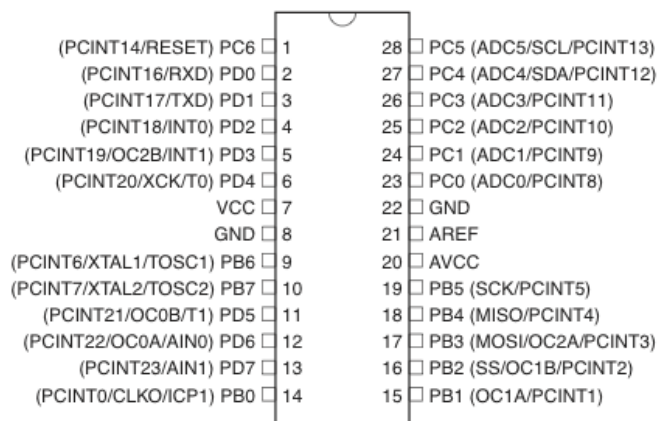 (PCINT14/RESET) PC6 1 28 PC5 (ADC5/SCL/PCINT13)
(PCINT16/RXD) PD0 2 27 PC4 (ADC4/SDA/PCINT12)
(PCINT17/TXD) PD1 3 26 PC3 (ADC3/PCINT11)
(PCINT18/INT0) PD2 4 25 PC2 (ADC2/PCINT10)
(PCINT19/OC2B/INT1) PD3 5 24 PC1 (ADC1/PCINT9)
(PCINT20/XCK/T0) PD4 6 23 PC0 (ADC0/PCINT8)
VCC 7 22 GND
GND 8 21 AREF
(PCINT6/XTAL1/TOSC1) PB6 9 20 AVCC
(PCINT7/XTAL2/TOSC2) PB7 10 19 PB5 (SCK/PCINT5)
(PCINT21/OC0B/T1) PD5 11 18 PB4 (MISO/PCINT4)
(PCINT22/OC0A/AIN0) PD6 12 17 PB3 (MOSI/OC2A/PCINT3)
(PCINT23/AIN1) PD7 13 16 PB2 (SS/OC1B/PCINT2)
(PCINT0/CLKO/ICP1) PB0 14 15 PB1 (OC1A/PCINT1)